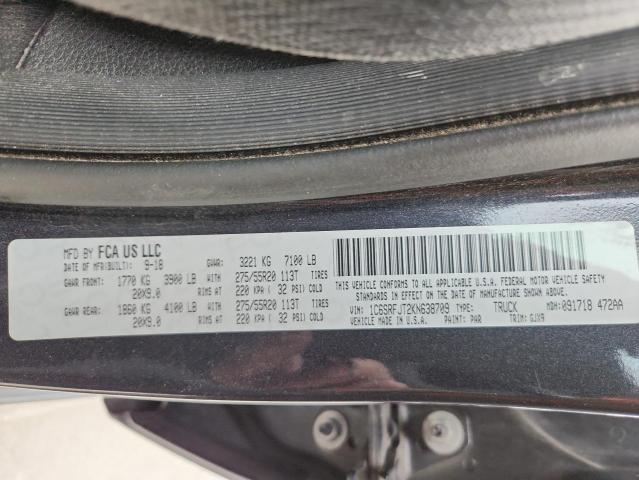 MFD BY FCA US LLC
DATE OF MFR(BUILT): 9-18 GVWR: 3221 KG 7100 LB
GAWR FRONT: 1770 KG 3900 LB WITH 275/55R20 113T TIRES
20X9.0 RIMS AT 220 KPA ( 32 PSI) COLD
GAWR REAR: 1860 KG 4100 LB WITH 275/55R20 113T TIRES
20X9.0 RIMS AT 220 KPA ( 32 PSI) COLD
THIS VEHICLE CONFORMS TO ALL APPLICABLE U.S.A. FEDERAL MOTOR VEHICLE SAFETY
STANDARDS IN EFFECT ON THE DATE OF MANUFACTURE SHOWN ABOVE.
VIN: 1C6SRFJT2KN638709 TYPE: TRUCK MDH: 091718 472AA
MADE IN U.S.A. PAINT: PAR TRIM: GJX9